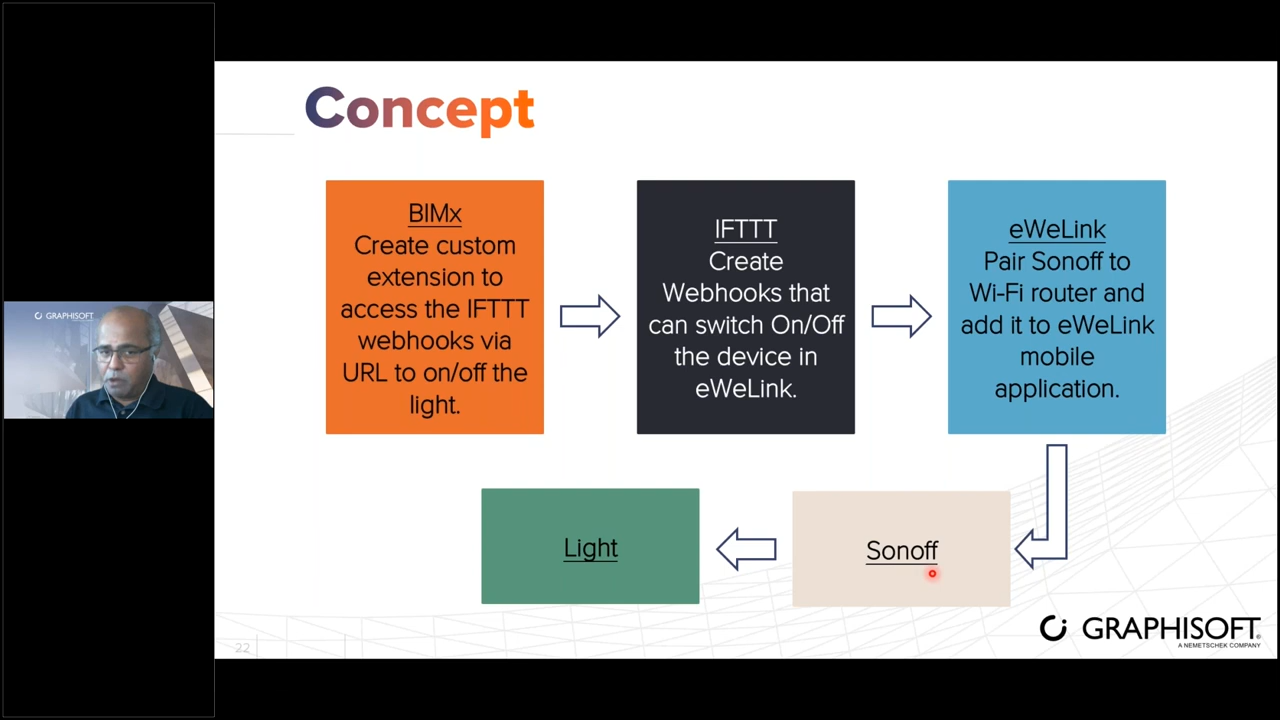 Concept
BIMx
Create custom
extension to
access the IFTTT
webhooks via
URL to on/off the
light.
IFTTT
Create
Webhooks that
can switch On/Off
the device in
eWeLink.
eWeLink
Pair Sonoff to
Wi-Fi router and
add it to eWeLink
mobile
application.
Light
Sonoff
GRAPHISOFT
22
GRAPHISOFT
A NEMETSCHEK COMPANY